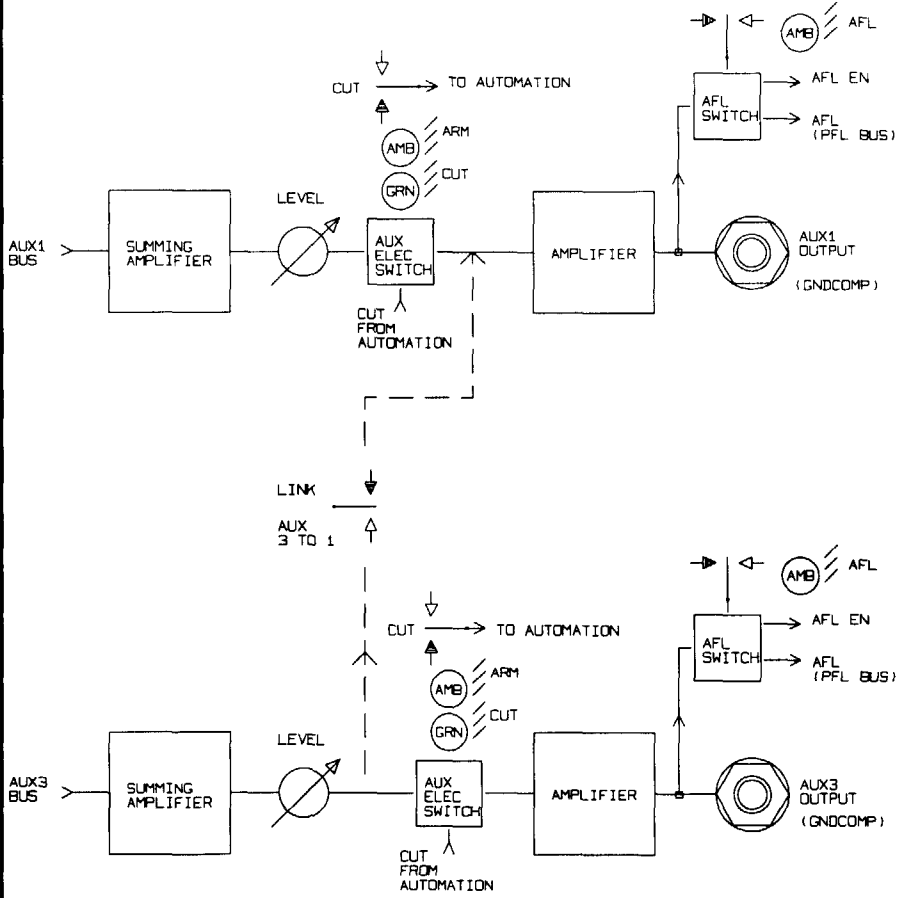 AMB
AFL
CUT
TO AUTOMATION
AFL EN
AFL
SWITCH
AFL
(PFL BUS)
AMB
ARM
GRN
CUT
LEVEL
AUX1
BUS
SUMMING
AMPLIFIER
AUX
ELEC
SWITCH
AMPLIFIER
AUX1
OUTPUT
(GNDCOMP)
CUT
FROM
AUTOMATION
LINK
AUX
3 TO 1
AMB
AFL
CUT
TO AUTOMATION
AFL EN
AFL
SWITCH
AFL
(PFL BUS)
AMB
ARM
GRN
CUT
LEVEL
AUX3
BUS
SUMMING
AMPLIFIER
AUX
ELEC
SWITCH
AMPLIFIER
AUX3
OUTPUT
(GNDCOMP)
CUT
FROM
AUTOMATION